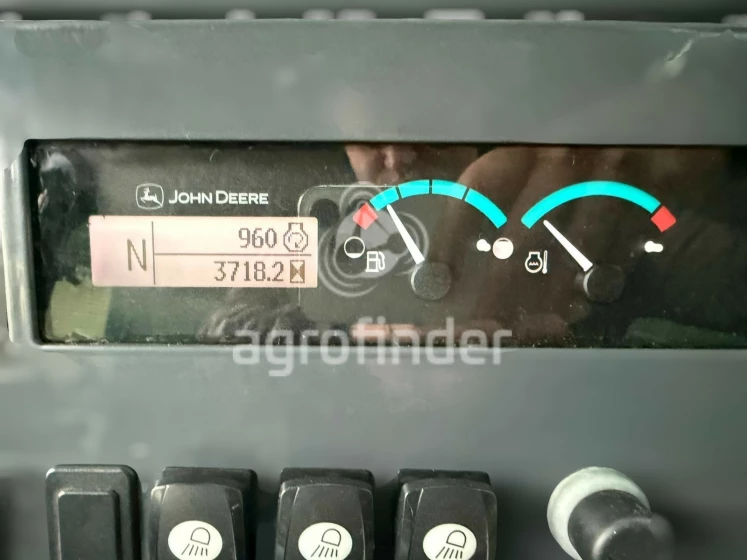 JOHN DEERE
N
960
3718.2
agrofinder